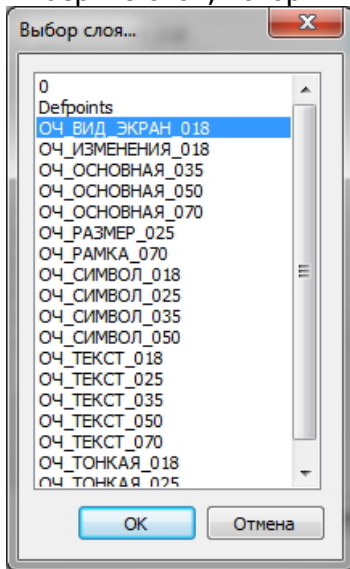 Выбор слоя...
0
Defpoints
ОЧ_ВИД_ЭКРАН_018
ОЧ_ИЗМЕНЕНИЯ_018
ОЧ_ОСНОВНАЯ_035
ОЧ_ОСНОВНАЯ_050
ОЧ_ОСНОВНАЯ_070
ОЧ_РАЗМЕР_025
ОЧ_РАМКА_070
ОЧ_СИМВОЛ_018
ОЧ_СИМВОЛ_025
ОЧ_СИМВОЛ_035
ОЧ_СИМВОЛ_050
ОЧ_ТЕКСТ_018
ОЧ_ТЕКСТ_025
ОЧ_ТЕКСТ_035
ОЧ_ТЕКСТ_050
ОЧ_ТЕКСТ_070
ОЧ_ТОНКАЯ_018
ОЧ_ТОНКАЯ_025
OK Отмена